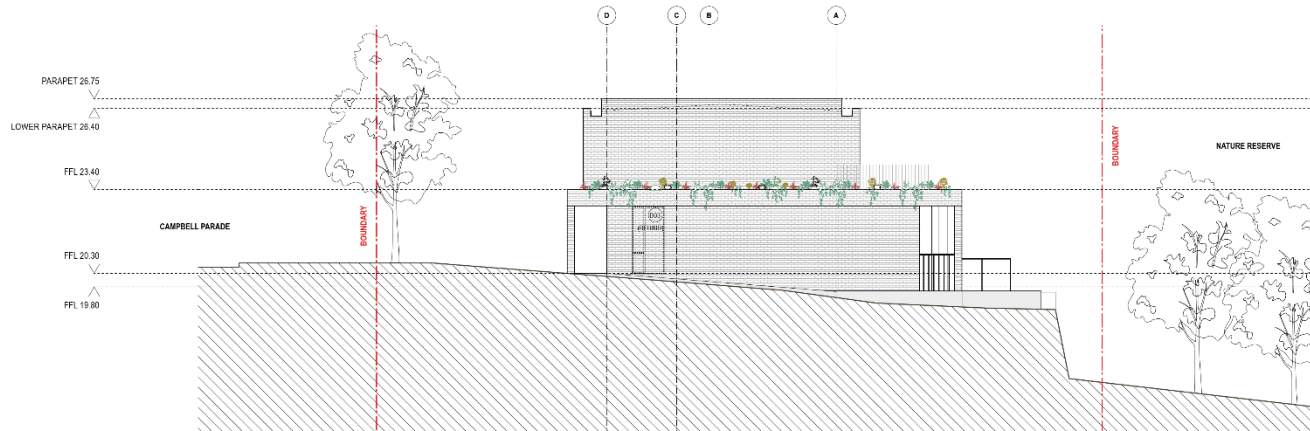 D
C
B
A
PARAPET 26.75
LOWER PARAPET 26.40
BOUNDARY
NATURE RESERVE
FFL 23.40
D03
CAMPBELL PARADE
BOUNDARY
FFL 20.30
FFL 19.80